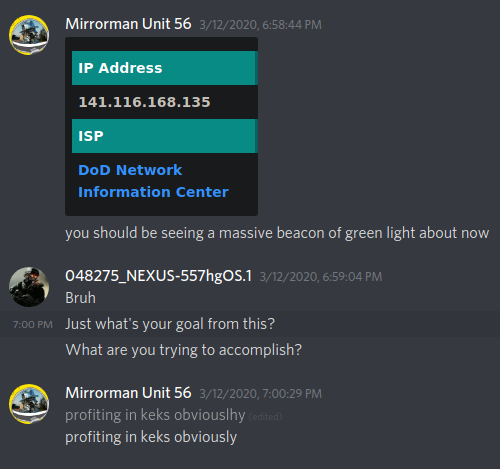 Mirrorman Unit 56 3/12/2020, 6:58:44 PM
IP Address
141.116.168.135
ISP
DoD Network
Information Center
you should be seeing a massive beacon of green light about now
048275_NEXUS-557hgOS.1 3/12/2020, 6:59:04 PM
Bruh
7:00 PM Just what's your goal from this?
What are you trying to accomplish?
Mirrorman Unit 56 3/12/2020, 7:00:29 PM
profiting in keks obviouslhy (edited)
profiting in keks obviously